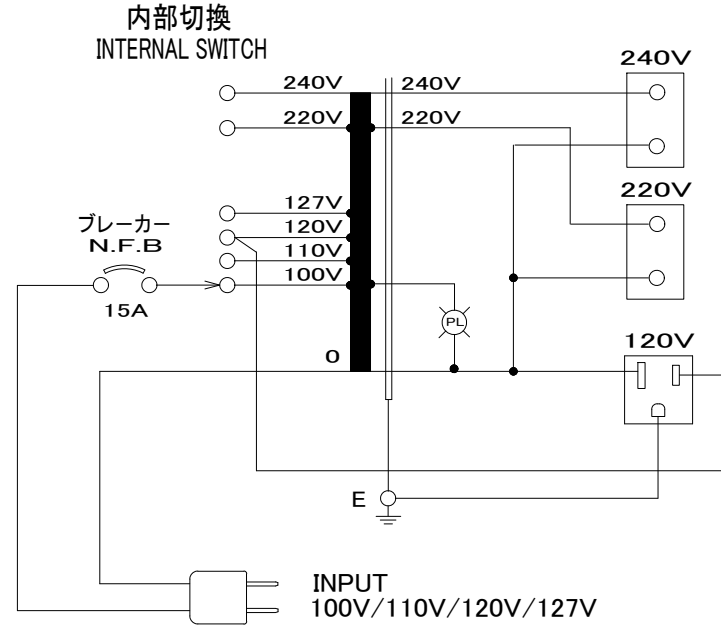 内部切換
INTERNAL SWITCH
240V
240V
240V
220V
220V
220V
127V
120V
110V
100V
ブレーカー
N.F.B
15A
PL
0
120V
E
INPUT
100V/110V/120V/127V